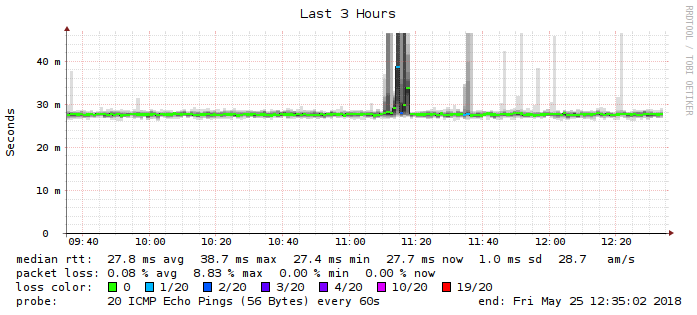 Last 3 Hours
RRDTOOL / TOBI OETIKER
Seconds
40 m
30 m
20 m
10 m
0
09:40 10:00 10:20 10:40 11:00 11:20 11:40 12:00 12:20
median rtt: 27.8 ms avg 38.7 ms max 27.4 ms min 27.7 ms now 1.0 ms sd 28.7 am/s
packet loss: 0.08 % avg 8.83 % max 0.00 % min 0.00 % now
loss color: 0 1/20 2/20 3/20 4/20 10/20 19/20
probe: 20 ICMP Echo Pings (56 Bytes) every 60s end: Fri May 25 12:35:02 2018